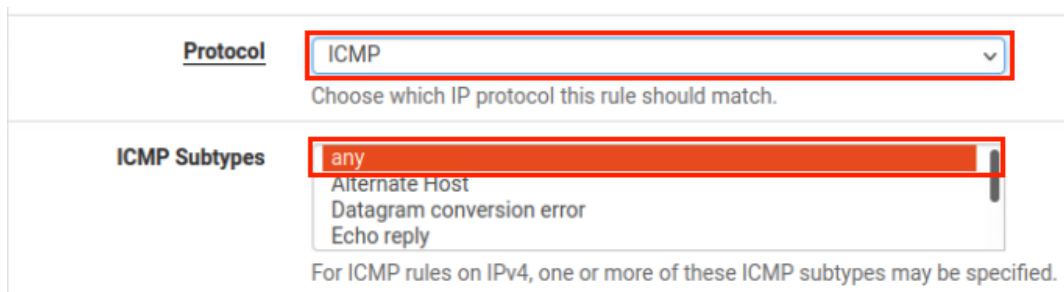 Protocol
ICMP
Choose which IP protocol this rule should match.
ICMP Subtypes
any
Alternate Host
Datagram conversion error
Echo reply
For ICMP rules on IPv4, one or more of these ICMP subtypes may be specified.